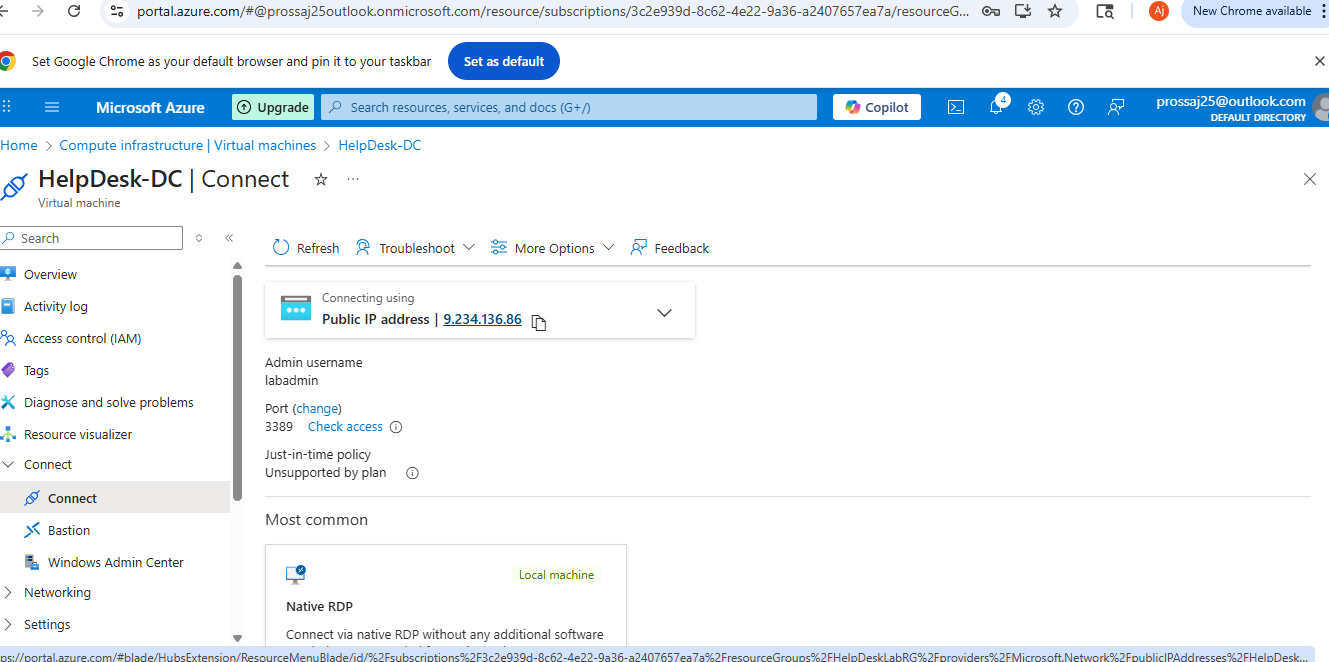 portal.azure.com/#@prossaj25outlook.onmicrosoft.com/resource/subscriptions/3c2e939d-8c62-4e22-9a36-a2407657ea7a/resourceG...
Aj
New Chrome available
Set Google Chrome as your default browser and pin it to your taskbar
Set as default
Microsoft Azure
Upgrade
Search resources, services, and docs (G+/)
Copilot
4
prossaj25@outlook.com
DEFAULT DIRECTORY
Home > Compute infrastructure | Virtual machines > HelpDesk-DC
HelpDesk-DC | Connect
Virtual machine
Search
Refresh
Troubleshoot
More Options
Feedback
Overview
Activity log
Access control (IAM)
Tags
Diagnose and solve problems
Resource visualizer
Connect
Connect
Bastion
Windows Admin Center
Networking
Settings
Connecting using
Public IP address | 9.234.136.86
Admin username
labadmin
Port (change)
3389 Check access
Just-in-time policy
Unsupported by plan
Most common
Local machine
Native RDP
Connect via native RDP without any additional software
ps://portal.azure.com/#blade/HubsExtension/ResourceMenuBlade/id/%2Fsubscriptions%2F3c2e939d-8c62-4e22-9a36-a2407657ea7a%2FresourceGroups%2FHelpDeskLabRG%2Fproviders%2FMicrosoft.Network%2FpublicIPAddresses%2FHelpDesk...